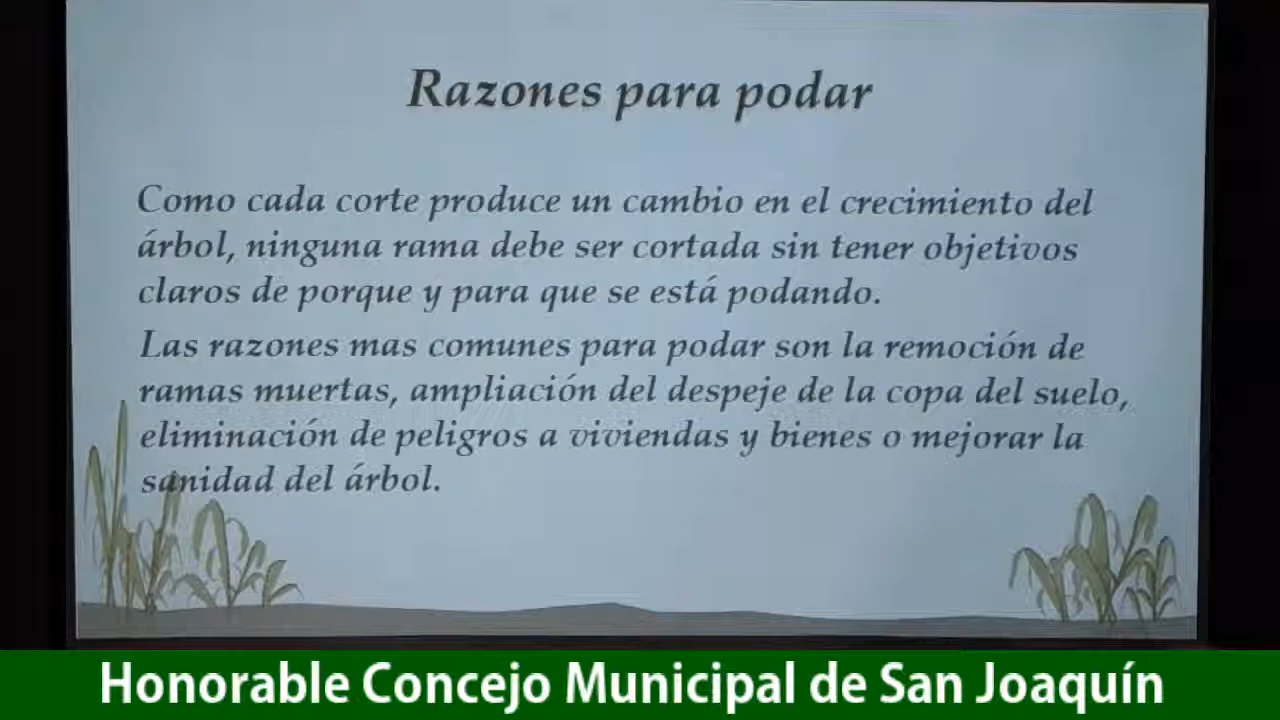 Razones para podar
Como cada corte produce un cambio en el crecimiento del
árbol, ninguna rama debe ser cortada sin tener objetivos
claros de porque y para que se está podando.
Las razones mas comunes para podar son la remoción de
ramas muertas, ampliación del despeje de la copa del suelo,
eliminación de peligros a viviendas y bienes o mejorar la
sanidad del árbol.
Honorable Concejo Municipal de San Joaquín